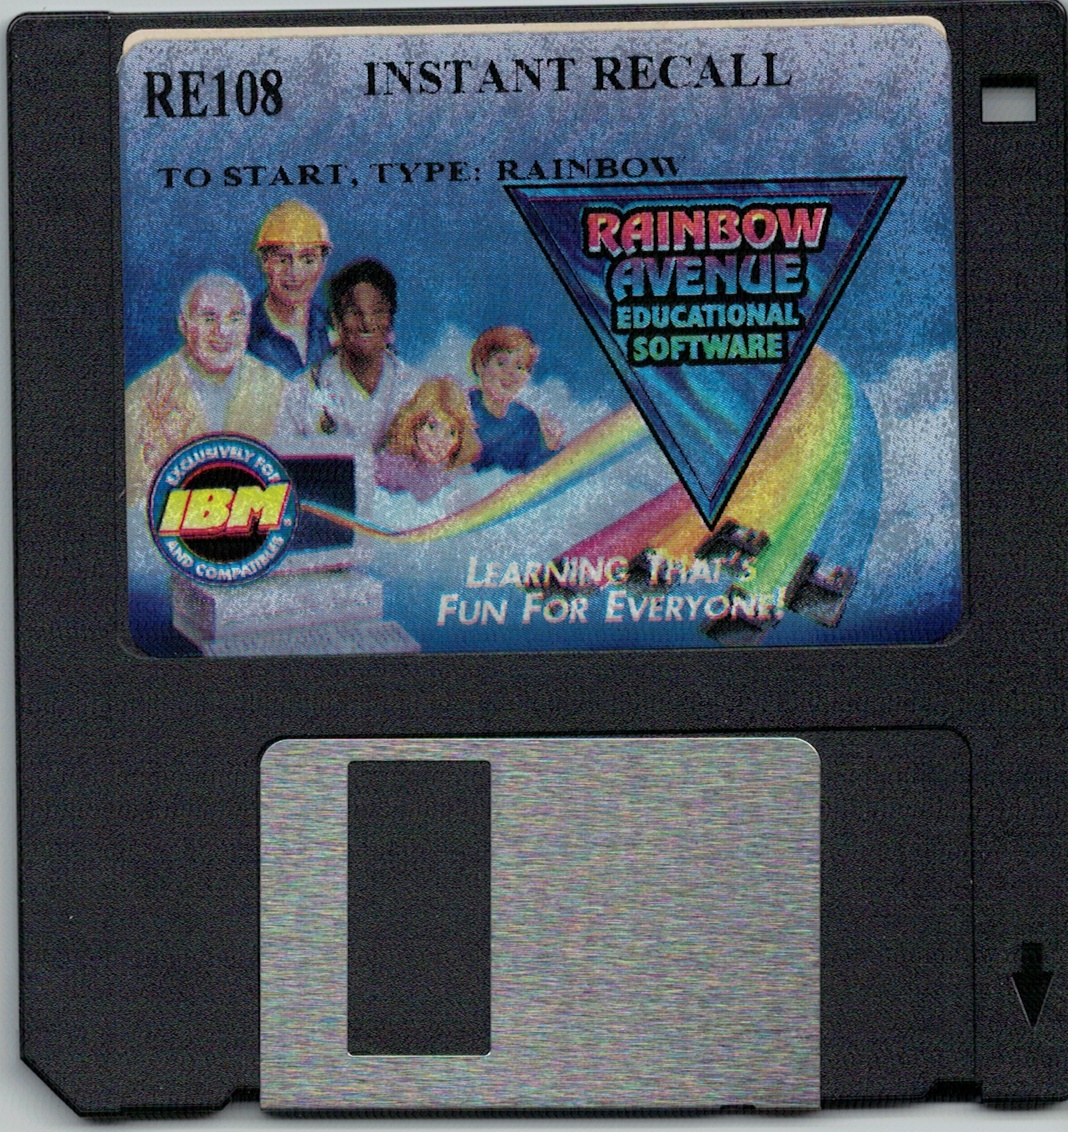 RE108
INSTANT RECALL
TO START, TYPE: RAINBOW
RAINBOW
AVENUE
EDUCATIONAL
SOFTWARE
EXCLUSIVELY FOR
IBM
AND COMPATIBLES
LEARNING THAT'S
FUN FOR EVERYONE!